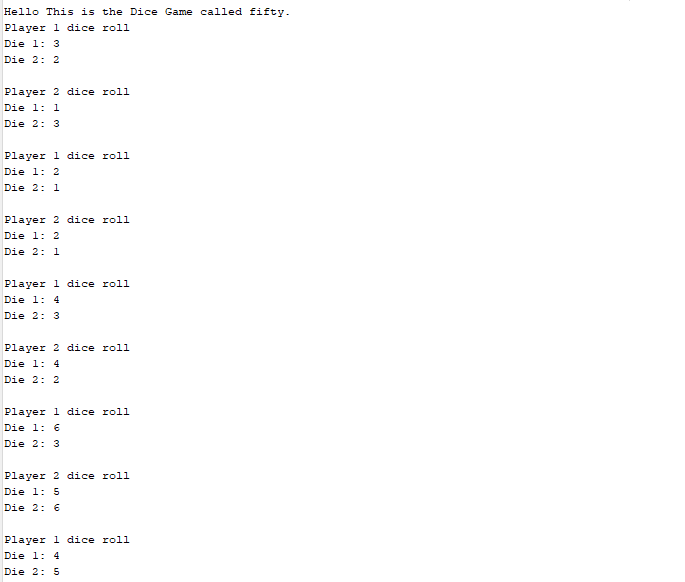 Hello This is the Dice Game called fifty.
Player 1 dice roll
Die 1: 3
Die 2: 2
Player 2 dice roll
Die 1: 1
Die 2: 3
Player 1 dice roll
Die 1: 2
Die 2: 1
Player 2 dice roll
Die 1: 2
Die 2: 1
Player 1 dice roll
Die 1: 4
Die 2: 3
Player 2 dice roll
Die 1: 4
Die 2: 2
Player 1 dice roll
Die 1: 6
Die 2: 3
Player 2 dice roll
Die 1: 5
Die 2: 6
Player 1 dice roll
Die 1: 4
Die 2: 5